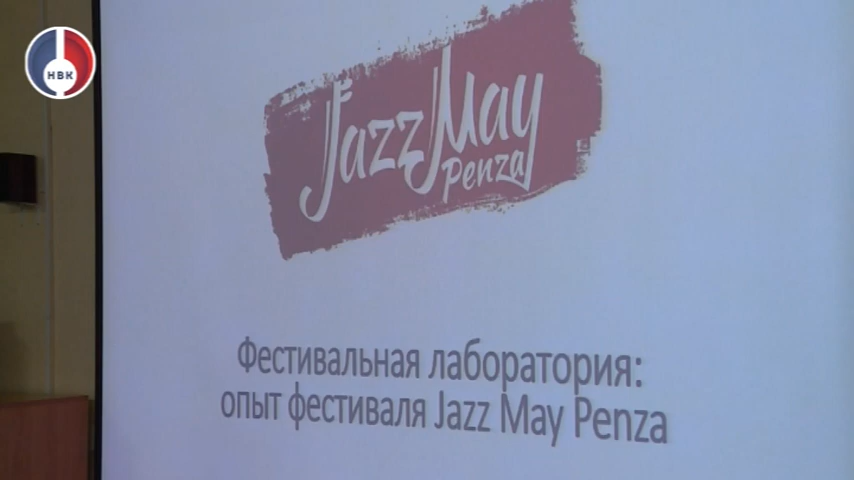 НВК
Jazz May
Penza
Фестивальная лаборатория:
опыт фестиваля Jazz May Penza